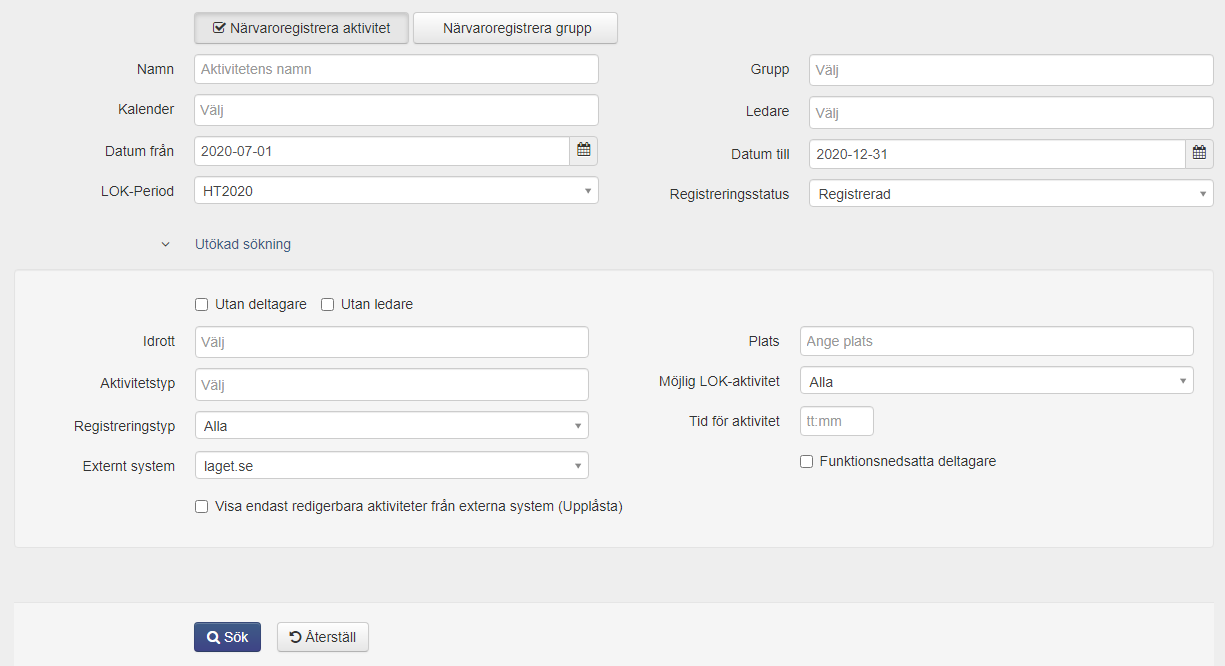 Närvaroregistrera aktivitet Närvaroregistrera grupp
Namn Aktivitetens namn Grupp Välj
Kalender Välj Ledare Välj
Datum från 2020-07-01 Datum till 2020-12-31
LOK-Period HT2020 Registreringsstatus Registrerad
Utökad sökning
Utan deltagare Utan ledare
Idrott Välj Plats Ange plats
Aktivitetstyp Välj Möjlig LOK-aktivitet Alla
Registreringstyp Alla Tid för aktivitet tt:mm
Externt system laget.se Funktionsnedsatta deltagare
Visa endast redigerbara aktiviteter från externa system (Upplåsta)
Sök Återställ